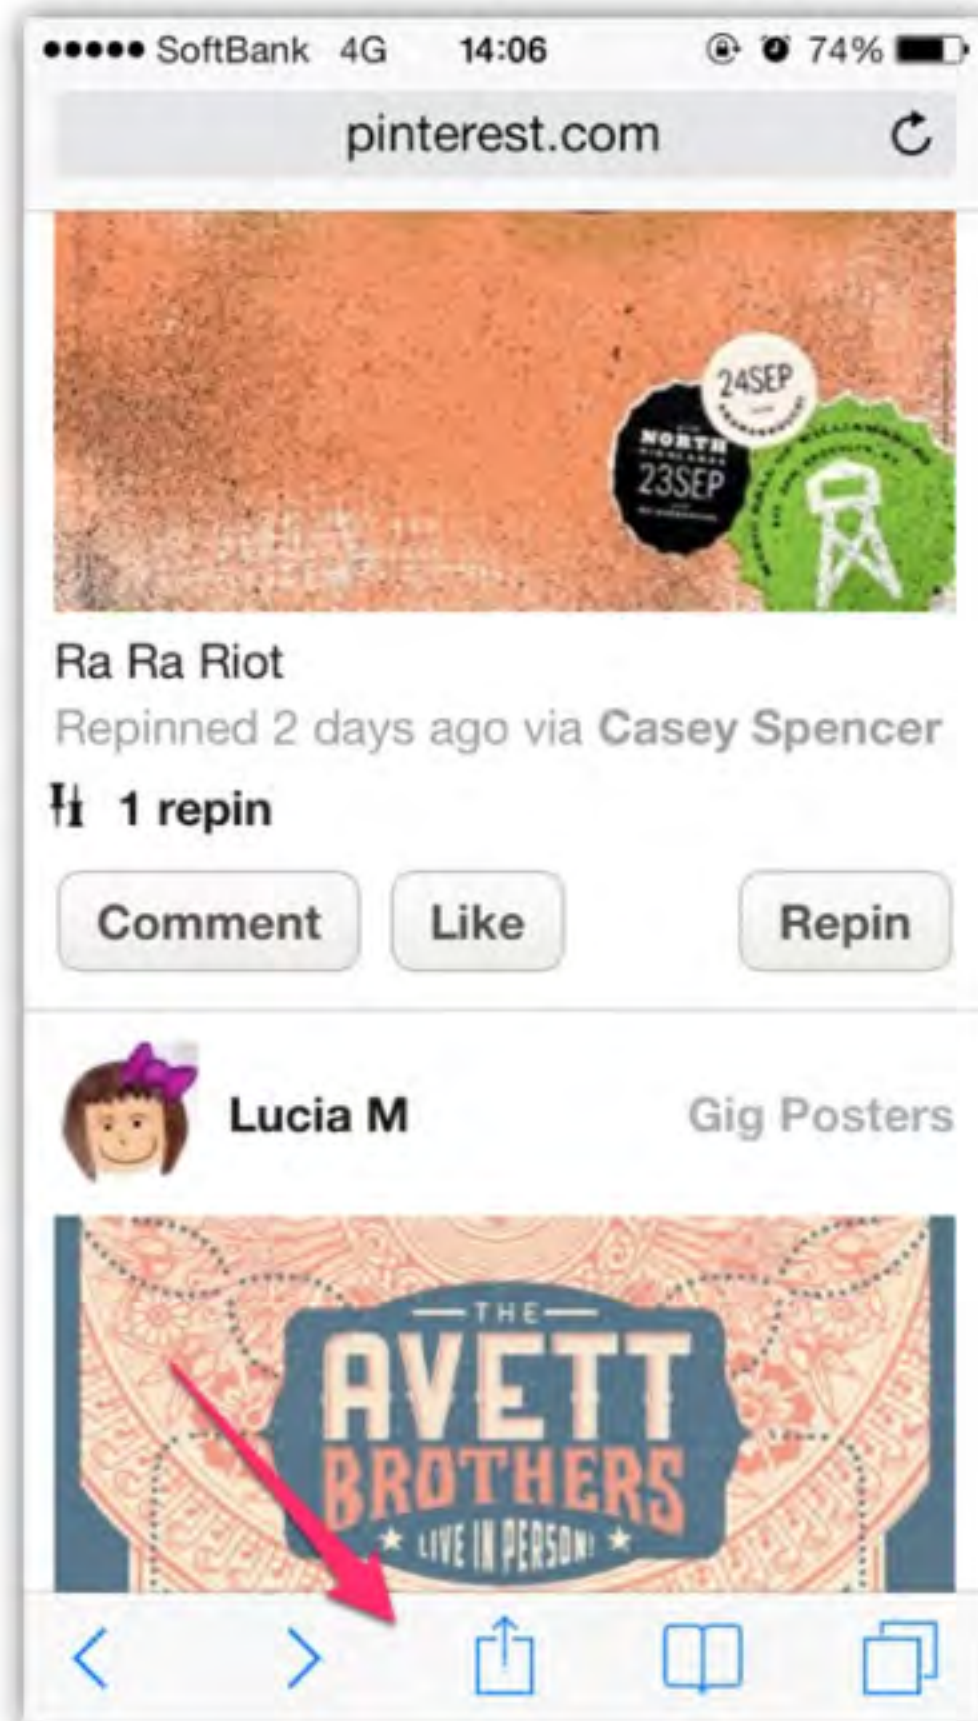 SoftBank 4G 14:06 74%
pinterest.com
24SEP
NORTH
23SEP
Ra Ra Riot
Repinned 2 days ago via Casey Spencer
1 repin
Comment Like Repin
Lucia M Gig Posters
THE
AVETT
BROTHERS
LIVE IN PERSON!